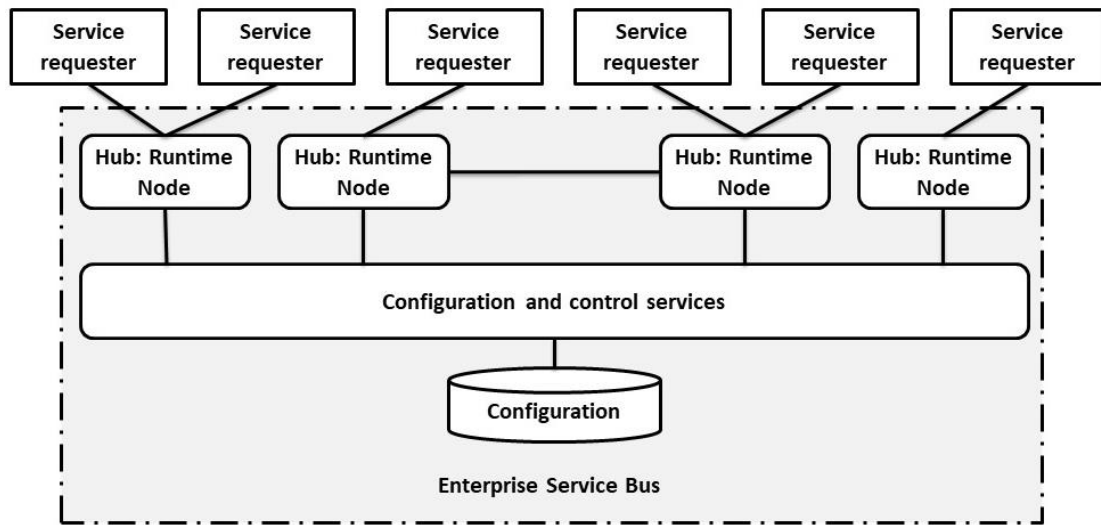 Service
requester
Service
requester
Service
requester
Service
requester
Service
requester
Service
requester
Hub: Runtime
Node
Hub: Runtime
Node
Hub: Runtime
Node
Hub: Runtime
Node
Configuration and control services
Configuration
Enterprise Service Bus